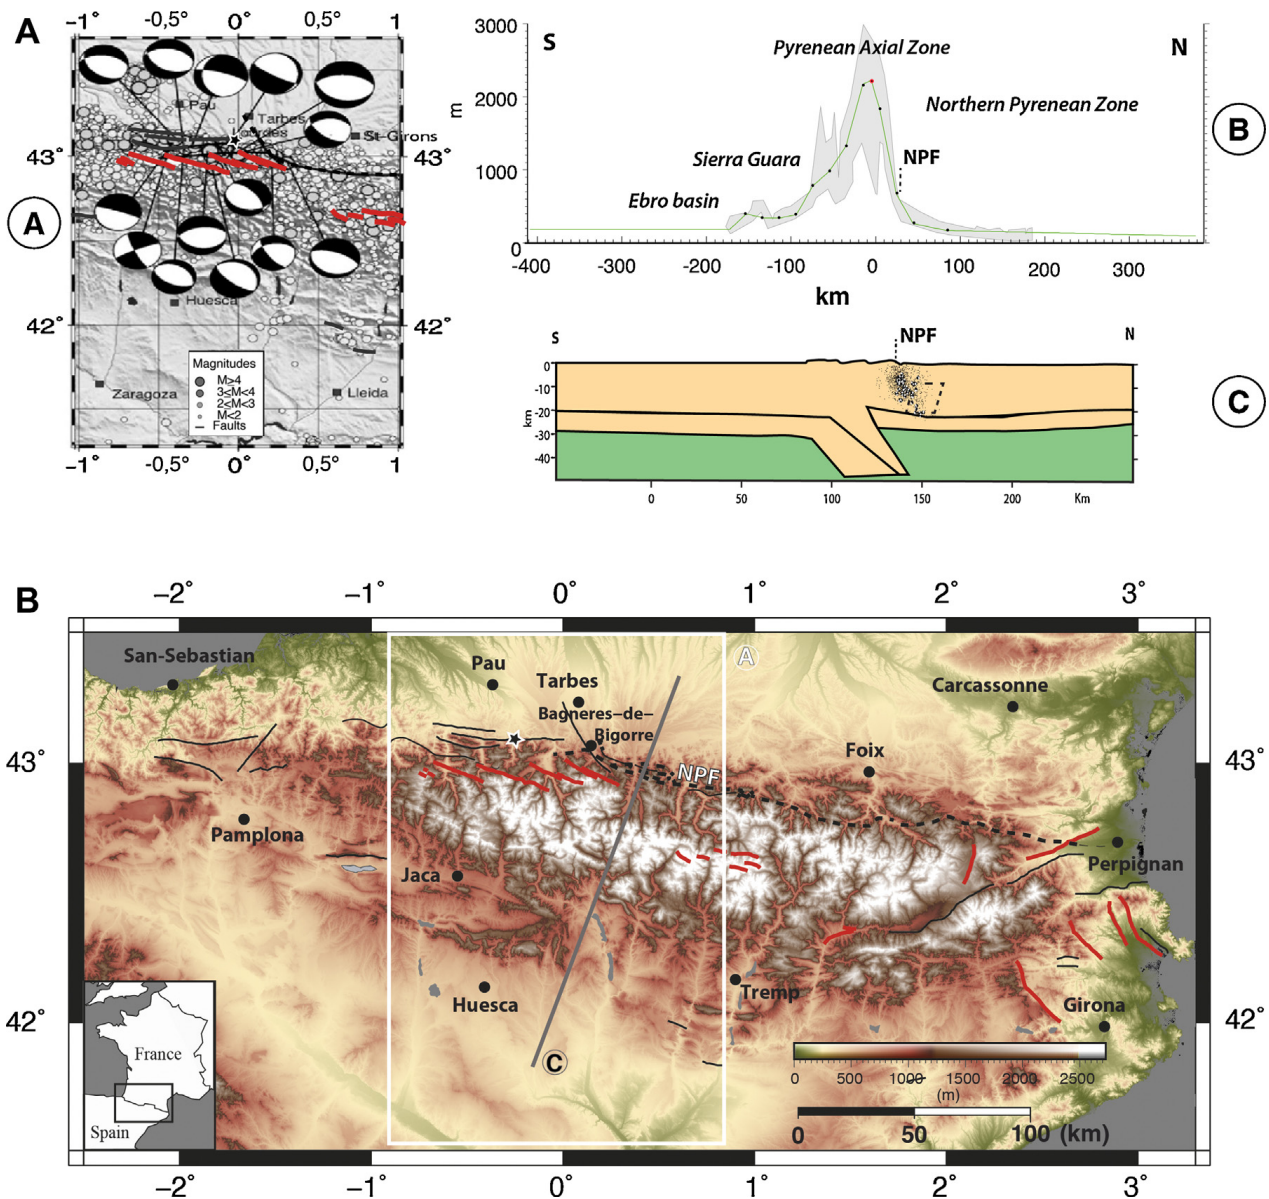 A
−1° -0,5° 0° 0,5° 1
Pau
Tarbes
St-Girons
43° 43°
Huesca
42° 42°
Magnitudes
M≥4
3<M<4
2<M<3
M<2
Faults
Zaragoza
Lleida
−1° -0,5° 0° 0,5° 1
A
3000
2000
1000
0
m
S
N
Pyrenean Axial Zone
Northern Pyrenean Zone
Sierra Guara
NPF
Ebro basin
-400 -300 -200 -100 0 100 200 300
km
B
NPF
S
N
0
-10
-20
-30
-40
km
0 50 100 150 200 Km
C
B
−2° −1° 0° 1° 2° 3°
San-Sebastian
Pau
Tarbes
Bagneres–de–
Bigorre
A
Carcassonne
Foix
43° 43°
NPF
Pamplona
Jaca
Perpignan
Huesca
Tremp
Girona
42° 42°
C
France
Spain
0 500 1000 1500 2000 2500
(m)
0 50 100 (km)
−2° −1° 0° 1° 2° 3°